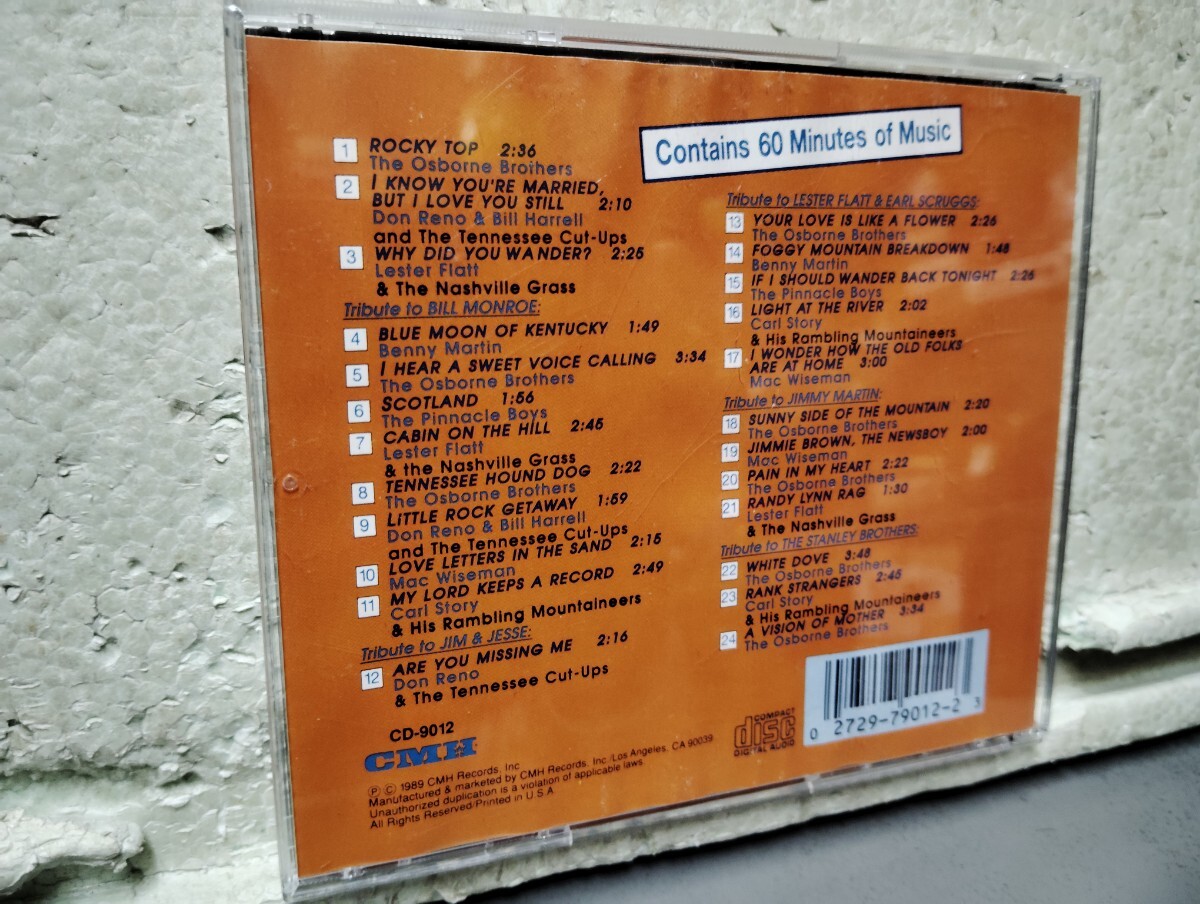 Contains 60 Minutes of Music
1 ROCKY TOP 2:36
The Osborne Brothers
2 I KNOW YOU'RE MARRIED,
BUT I LOVE YOU STILL 2:10
Don Reno & Bill Harrell
and The Tennessee Cut-Ups
3 WHY DID YOU WANDER? 2:25
Lester Flatt
& The Nashville Grass
Tribute to BILL MONROE:
4 BLUE MOON OF KENTUCKY 1:49
Benny Martin
5 I HEAR A SWEET VOICE CALLING 3:34
The Osborne Brothers
6 SCOTLAND 1:56
The Pinnacle Boys
7 CABIN ON THE HILL 2:45
Lester Flatt
& the Nashville Grass
8 TENNESSEE HOUND DOG 2:22
The Osborne Brothers
9 LITTLE ROCK GETAWAY 1:59
Don Reno & Bill Harrell
and The Tennessee Cut-Ups
10 LOVE LETTERS IN THE SAND 2:15
Mac Wiseman
11 MY LORD KEEPS A RECORD 2:49
Carl Story
& His Rambling Mountaineers
Tribute to JIM & JESSE:
12 ARE YOU MISSING ME 2:16
Don Reno
& The Tennessee Cut-Ups
Tribute to LESTER FLATT & EARL SCRUGGS:
13 YOUR LOVE IS LIKE A FLOWER 2:26
The Osborne Brothers
14 FOGGY MOUNTAIN BREAKDOWN 1:48
Benny Martin
15 IF I SHOULD WANDER BACK TONIGHT 2:26
The Pinnacle Boys
16 LIGHT AT THE RIVER 2:02
Carl Story
& His Rambling Mountaineers
17 I WONDER HOW THE OLD FOLKS
ARE AT HOME 3:00
Mac Wiseman
Tribute to JIMMY MARTIN:
18 SUNNY SIDE OF THE MOUNTAIN 2:20
The Osborne Brothers
19 JIMMIE BROWN, THE NEWSBOY 2:00
Mac Wiseman
20 PAIN IN MY HEART 2:22
The Osborne Brothers
21 RANDY LYNN RAG 1:30
Lester Flatt
& The Nashville Grass
Tribute to THE STANLEY BROTHERS:
22 WHITE DOVE 3:48
The Osborne Brothers
23 RANK STRANGERS 2:45
Carl Story
& His Rambling Mountaineers
24 A VISION OF MOTHER 3:34
The Osborne Brothers
CD-9012
CMH
Ⓟ © 1989 CMH Records, Inc
Manufactured & marketed by CMH Records, Inc /Los Angeles, CA 90039
Unauthorized duplication is a violation of applicable laws
All Rights Reserved/Printed in U.S.A.
COMPACT
disc
DIGITAL AUDIO
0 2729-79012-2 3